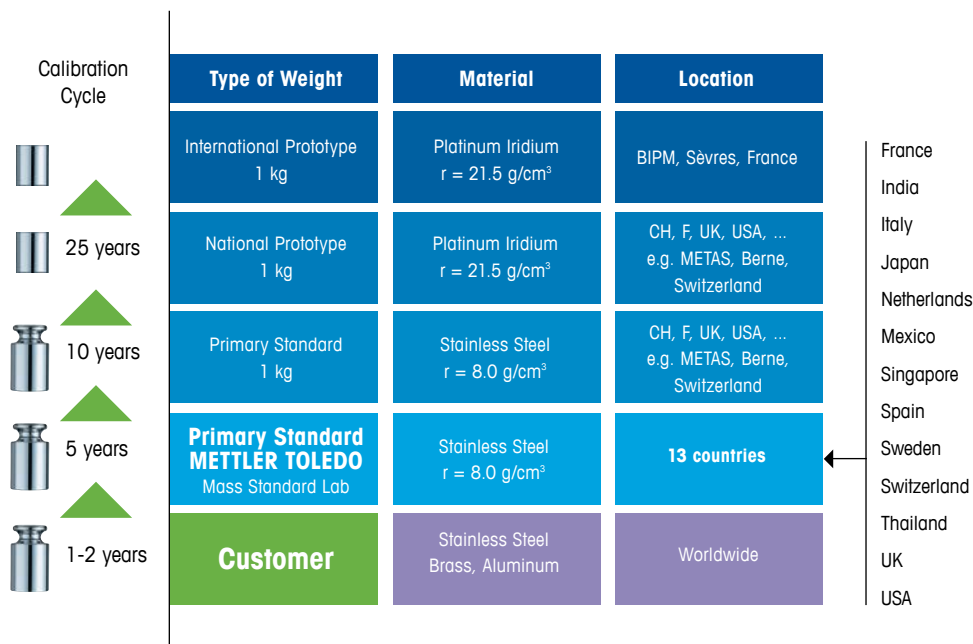 Calibration
Cycle
Type of Weight
Material
Location
International Prototype
1 kg
Platinum Iridium
r = 21.5 g/cm³
BIPM, Sèvres, France
25 years
National Prototype
1 kg
Platinum Iridium
r = 21.5 g/cm³
CH, F, UK, USA, ...
e.g. METAS, Berne,
Switzerland
10 years
Primary Standard
1 kg
Stainless Steel
r = 8.0 g/cm³
CH, F, UK, USA, ...
e.g. METAS, Berne,
Switzerland
5 years
Primary Standard
METTLER TOLEDO
Mass Standard Lab
Stainless Steel
r = 8.0 g/cm³
13 countries
1-2 years
Customer
Stainless Steel
Brass, Aluminum
Worldwide
France
India
Italy
Japan
Netherlands
Mexico
Singapore
Spain
Sweden
Switzerland
Thailand
UK
USA